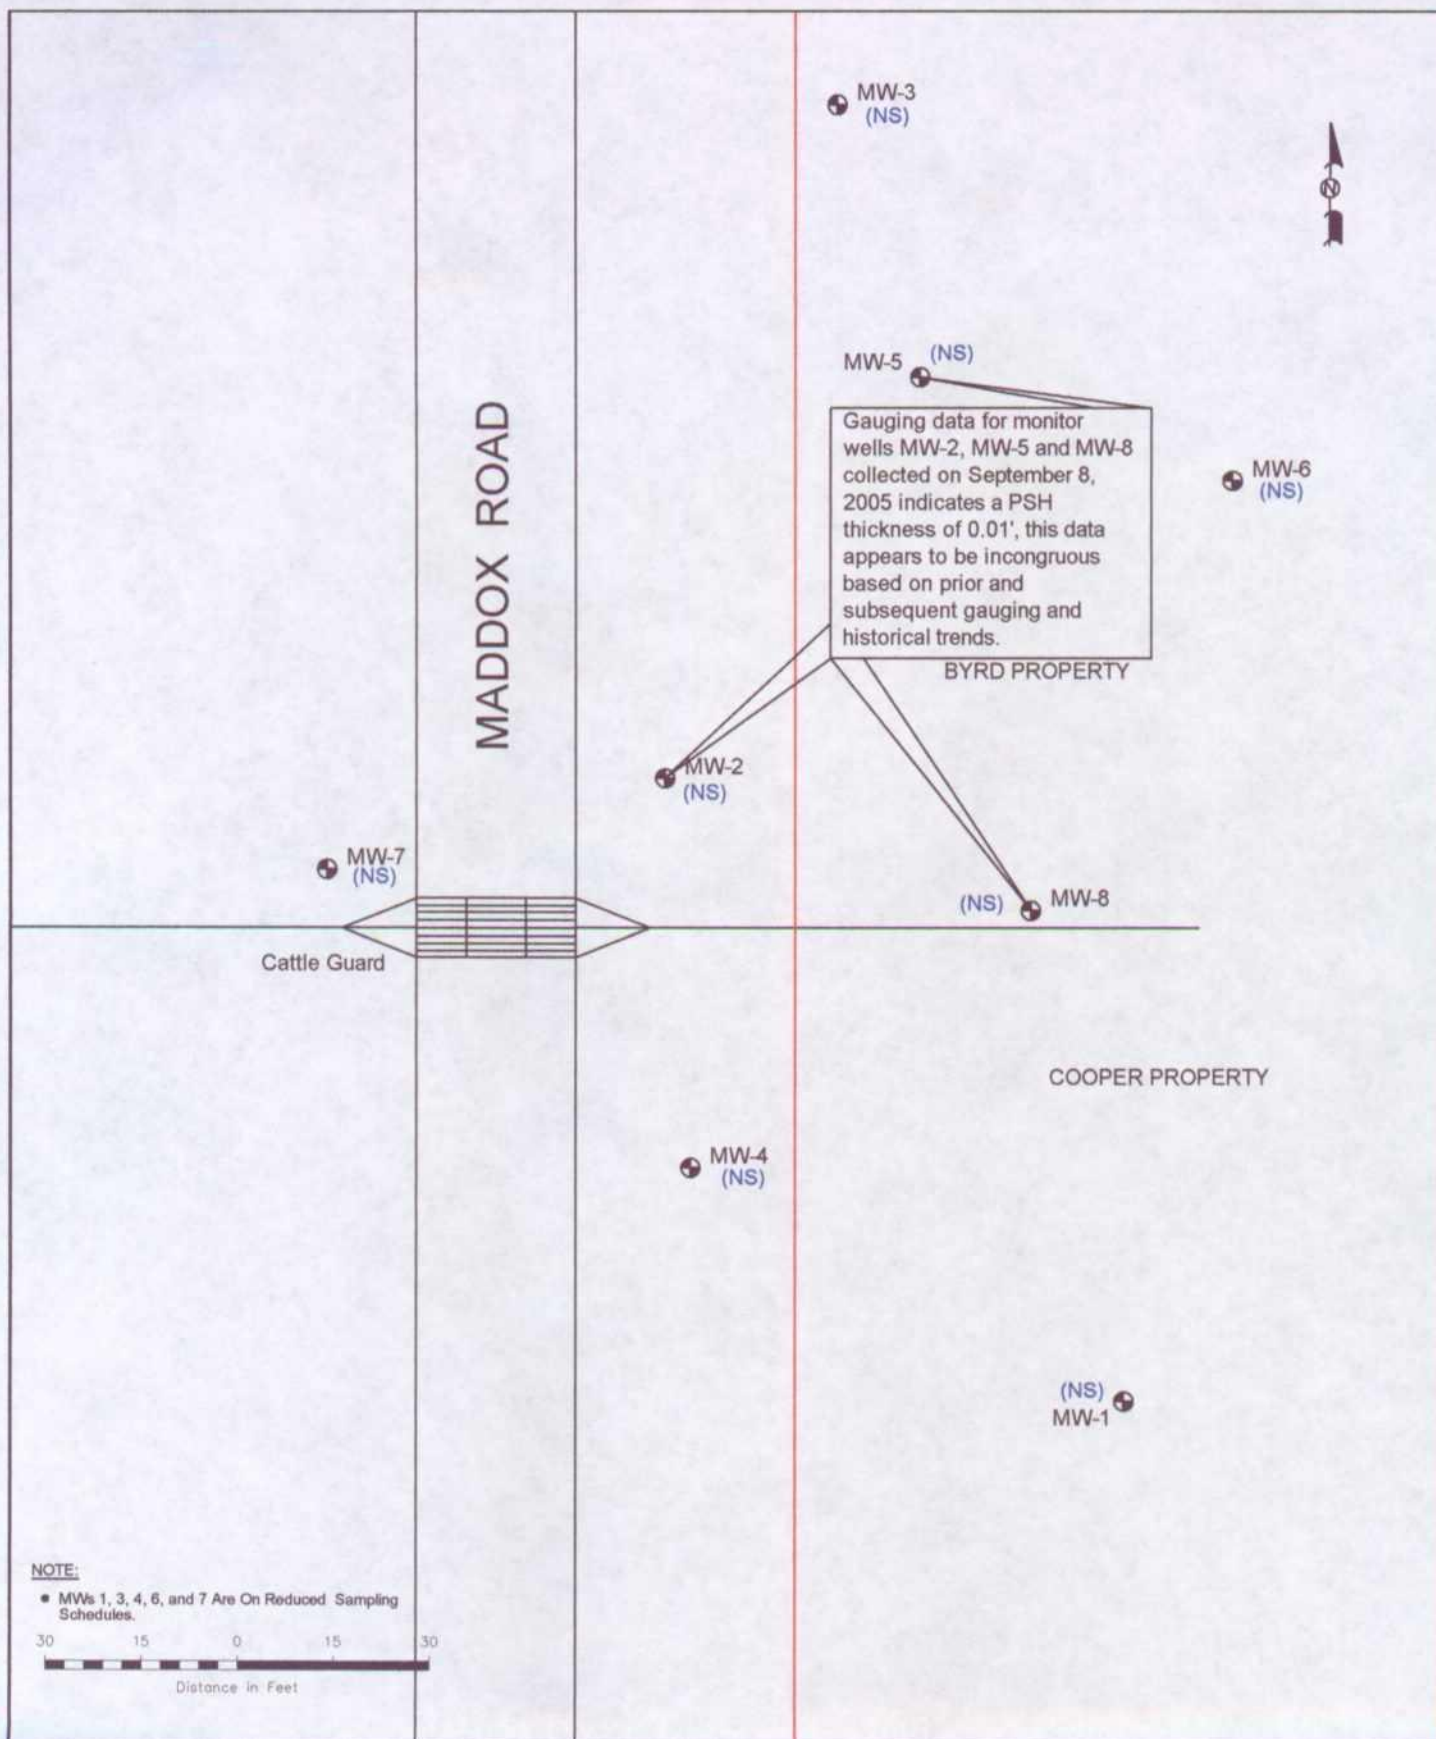 MW-3
(NS)
N
(NS)
MW-5
Gauging data for monitor
wells MW-2, MW-5 and MW-8
collected on September 8,
2005 indicates a PSH
thickness of 0.01', this data
appears to be incongruous
based on prior and
subsequent gauging and
historical trends.
MW-6
(NS)
MADDOX ROAD
BYRD PROPERTY
MW-2
(NS)
MW-7
(NS)
(NS) MW-8
Cattle Guard
COOPER PROPERTY
MW-4
(NS)
(NS)
MW-1
NOTE:
• MWs 1, 3, 4, 6, and 7 Are On Reduced Sampling
Schedules.
30 15 0 15 30
Distance in Feet